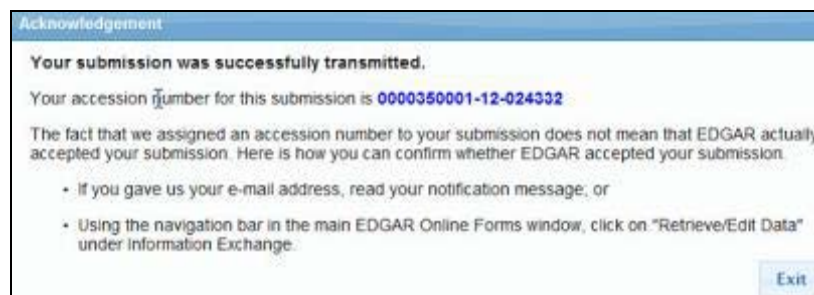 Acknowledgement
Your submission was successfully transmitted.
Your accession number for this submission is 0000350001-12-024332
The fact that we assigned an accession number to your submission does not mean that EDGAR actually
accepted your submission. Here is how you can confirm whether EDGAR accepted your submission.
• If you gave us your e-mail address, read your notification message; or
• Using the navigation bar in the main EDGAR Online Forms window, click on "Retrieve/Edit Data"
under Information Exchange.
Exit